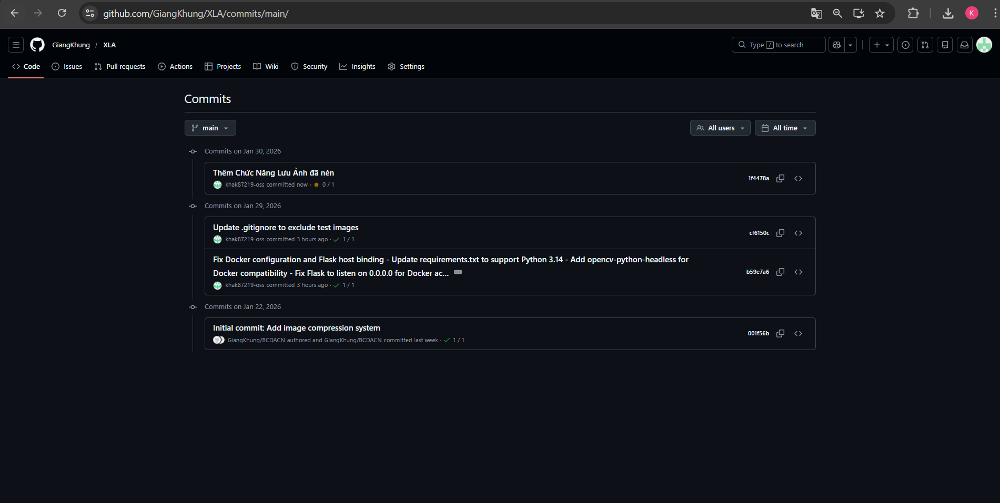 github.com/GiangKhung/XLA/commits/main/
K
GiangKhung / XLA
Type / to search
Code
Issues
Pull requests
Actions
Projects
Wiki
Security
Insights
Settings
Commits
main
All users
All time
Commits on Jan 30, 2026
Thêm Chức Năng Lưu Ảnh đã nén
khak87219-oss committed now · 0 / 1
1f4478a
Commits on Jan 29, 2026
Update .gitignore to exclude test images
khak87219-oss committed 3 hours ago · 1 / 1
cf6150c
Fix Docker configuration and Flask host binding - Update requirements.txt to support Python 3.14 - Add opencv-python-headless for
Docker compatibility - Fix Flask to listen on 0.0.0.0 for Docker ac...
khak87219-oss committed 3 hours ago · 1 / 1
b59e7a6
Commits on Jan 22, 2026
Initial commit: Add image compression system
GiangKhung/BCDACN authored and GiangKhung/BCDACN committed last week · 1 / 1
001f56b